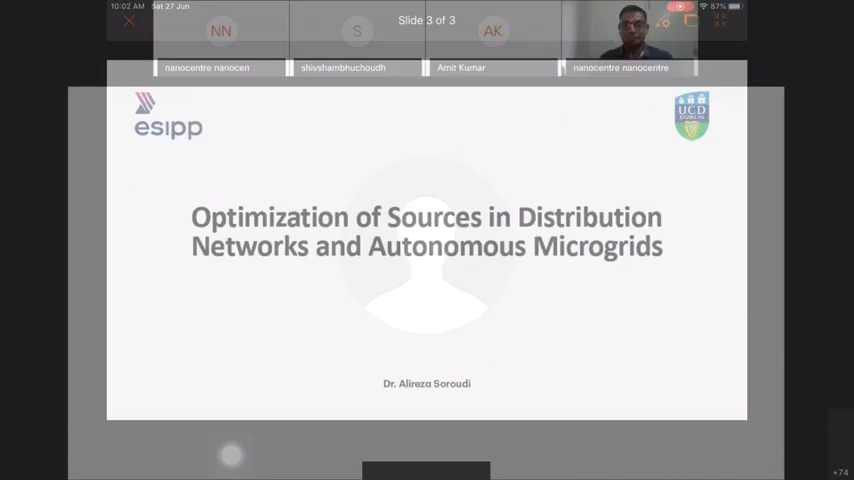 10:02 AM Sat 27 Jun
87%
Slide 3 of 3
NN
S
AK
nanocentre nanocen
shivshambhuchoudh
Amit Kumar
nanocentre nanocentre
esipp
UCD
DUBLIN
Optimization of Sources in Distribution
Networks and Autonomous Microgrids
Dr. Alireza Soroudi
+74